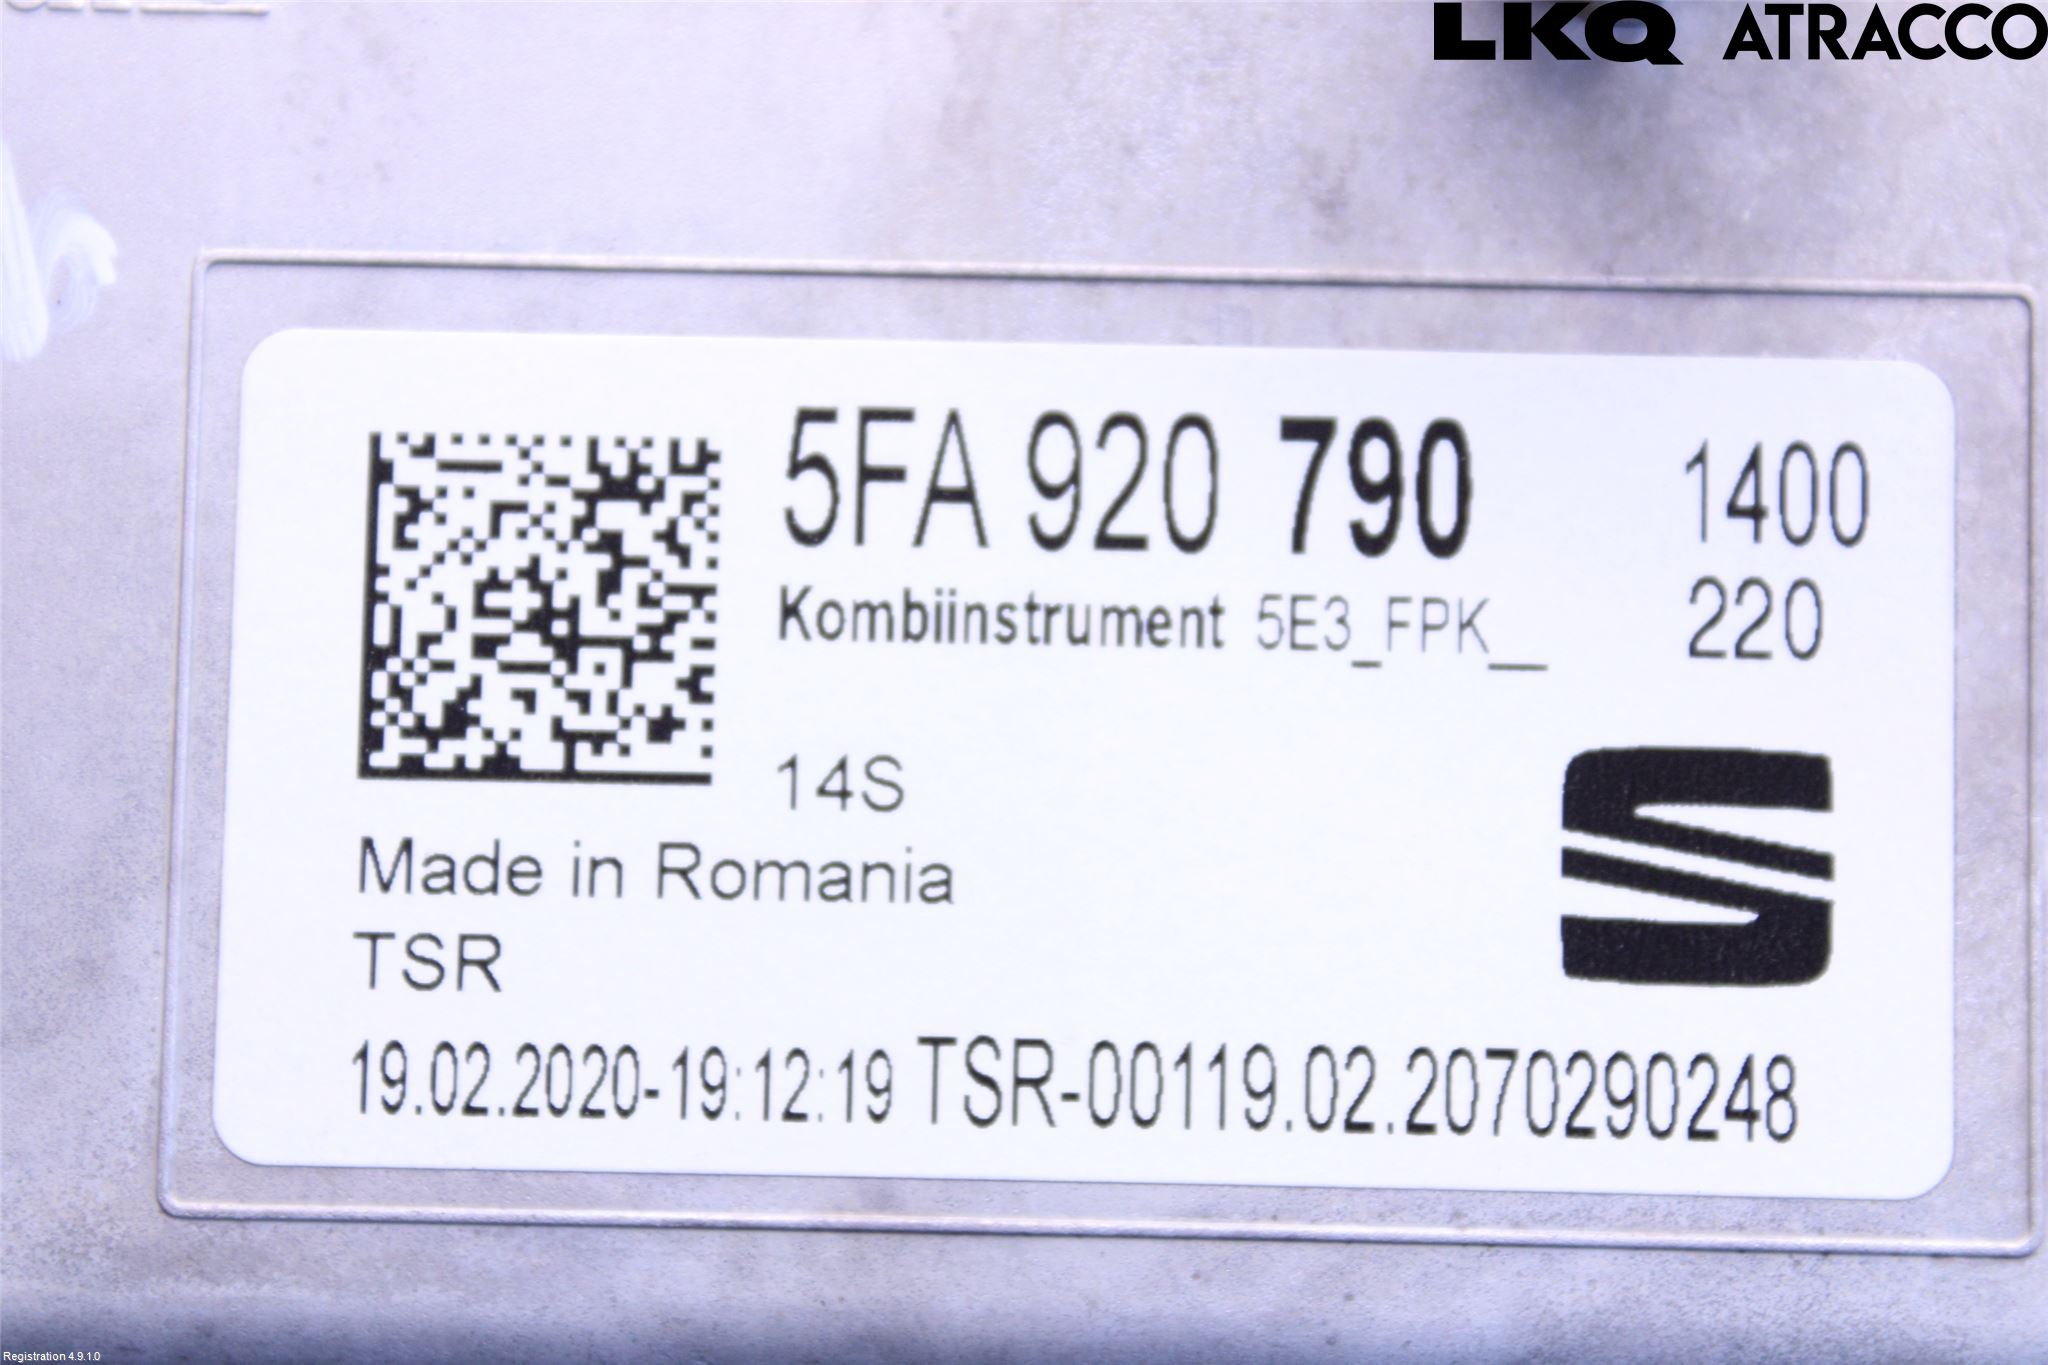 LKQ ATRACCO
5FA 920 790 1400
Kombiinstrument 5E3_FPK__ 220
14S
Made in Romania
TSR
19.02.2020-19:12:19 TSR-00119.02.2070290248
Registration 4.9.1.0